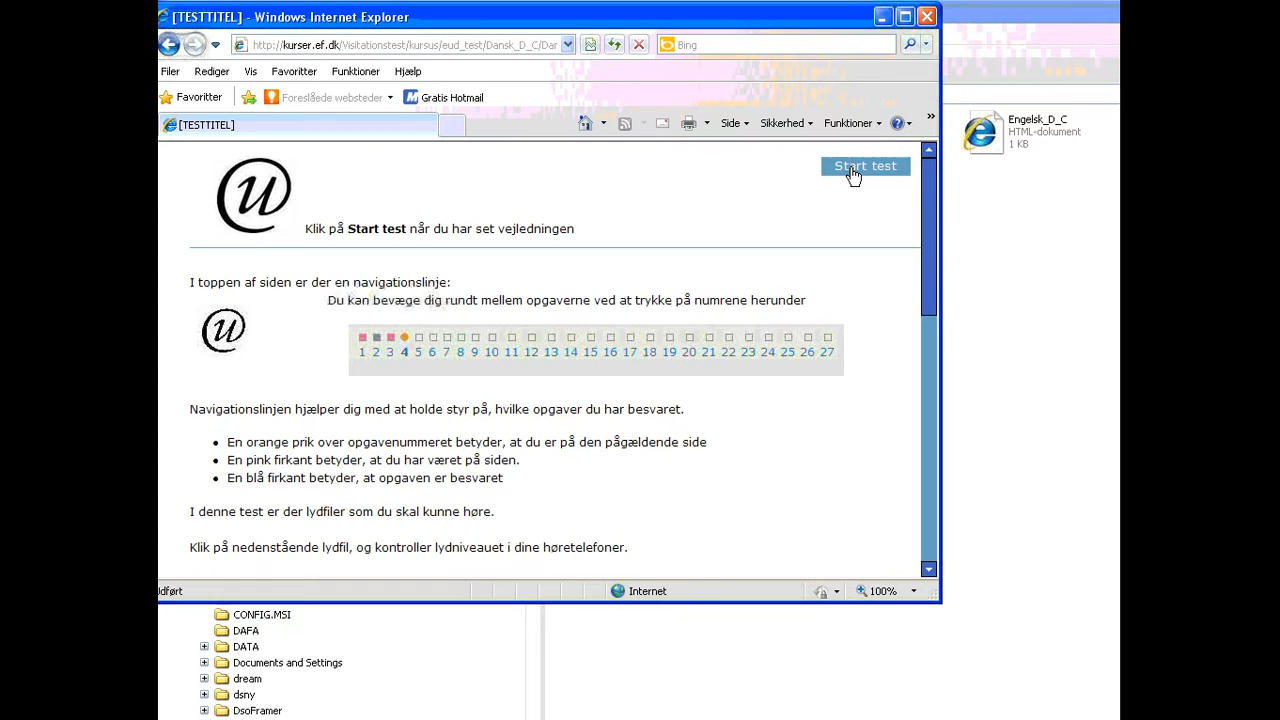 [TESTTITEL] - Windows Internet Explorer
http://kurser.ef.dk/Visitationstest/kursus/eud_test/Dansk_D_C/Dar
Bing
Filer Rediger Vis Favoritter Funktioner Hjælp
Favoritter Foreslåede websteder Gratis Hotmail
[TESTTITEL]
Side Sikkerhed Funktioner »
Engelsk_D_C
HTML-dokument
1 KB
Start test
@
Klik på Start test når du har set vejledningen
I toppen af siden er der en navigationslinje:
Du kan bevæge dig rundt mellem opgaverne ved at trykke på numrene herunder
1 2 3 4 5 6 7 8 9 10 11 12 13 14 15 16 17 18 19 20 21 22 23 24 25 26 27
Navigationslinjen hjælper dig med at holde styr på, hvilke opgaver du har besvaret.
• En orange prik over opgavenummeret betyder, at du er på den pågældende side
• En pink firkant betyder, at du har været på siden.
• En blå firkant betyder, at opgaven er besvaret
I denne test er der lydfiler som du skal kunne høre.
Klik på nedenstående lydfil, og kontroller lydniveauet i dine høretelefoner.
Udført Internet 100%
CONFIG.MSI
DAFA
DATA
Documents and Settings
dream
dsny
DsoFramer